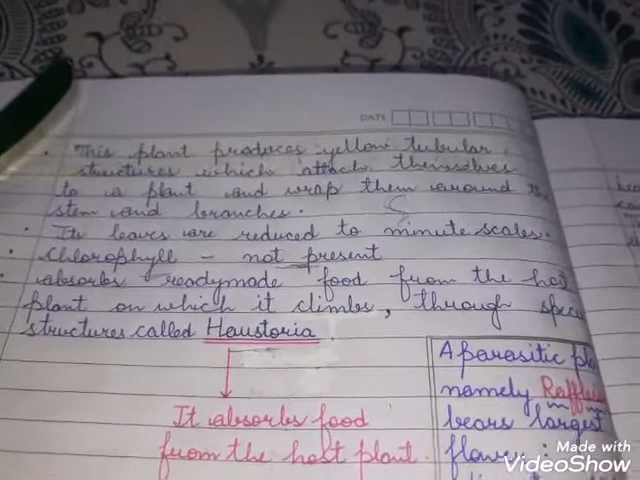 DATE
This plant produces yellow tubular
structures which attach themselves
to a plant and wrap them around
stem and branches.
Its leaves are reduced to minute scales.
Chlorophyll - not present
absorbs readymade food from the host
plant on which it climbs, through
structures called Haustoria
It absorbs food
from the host plant.
A parasitic
namely
bears largest
flower
Made with
VideoShow